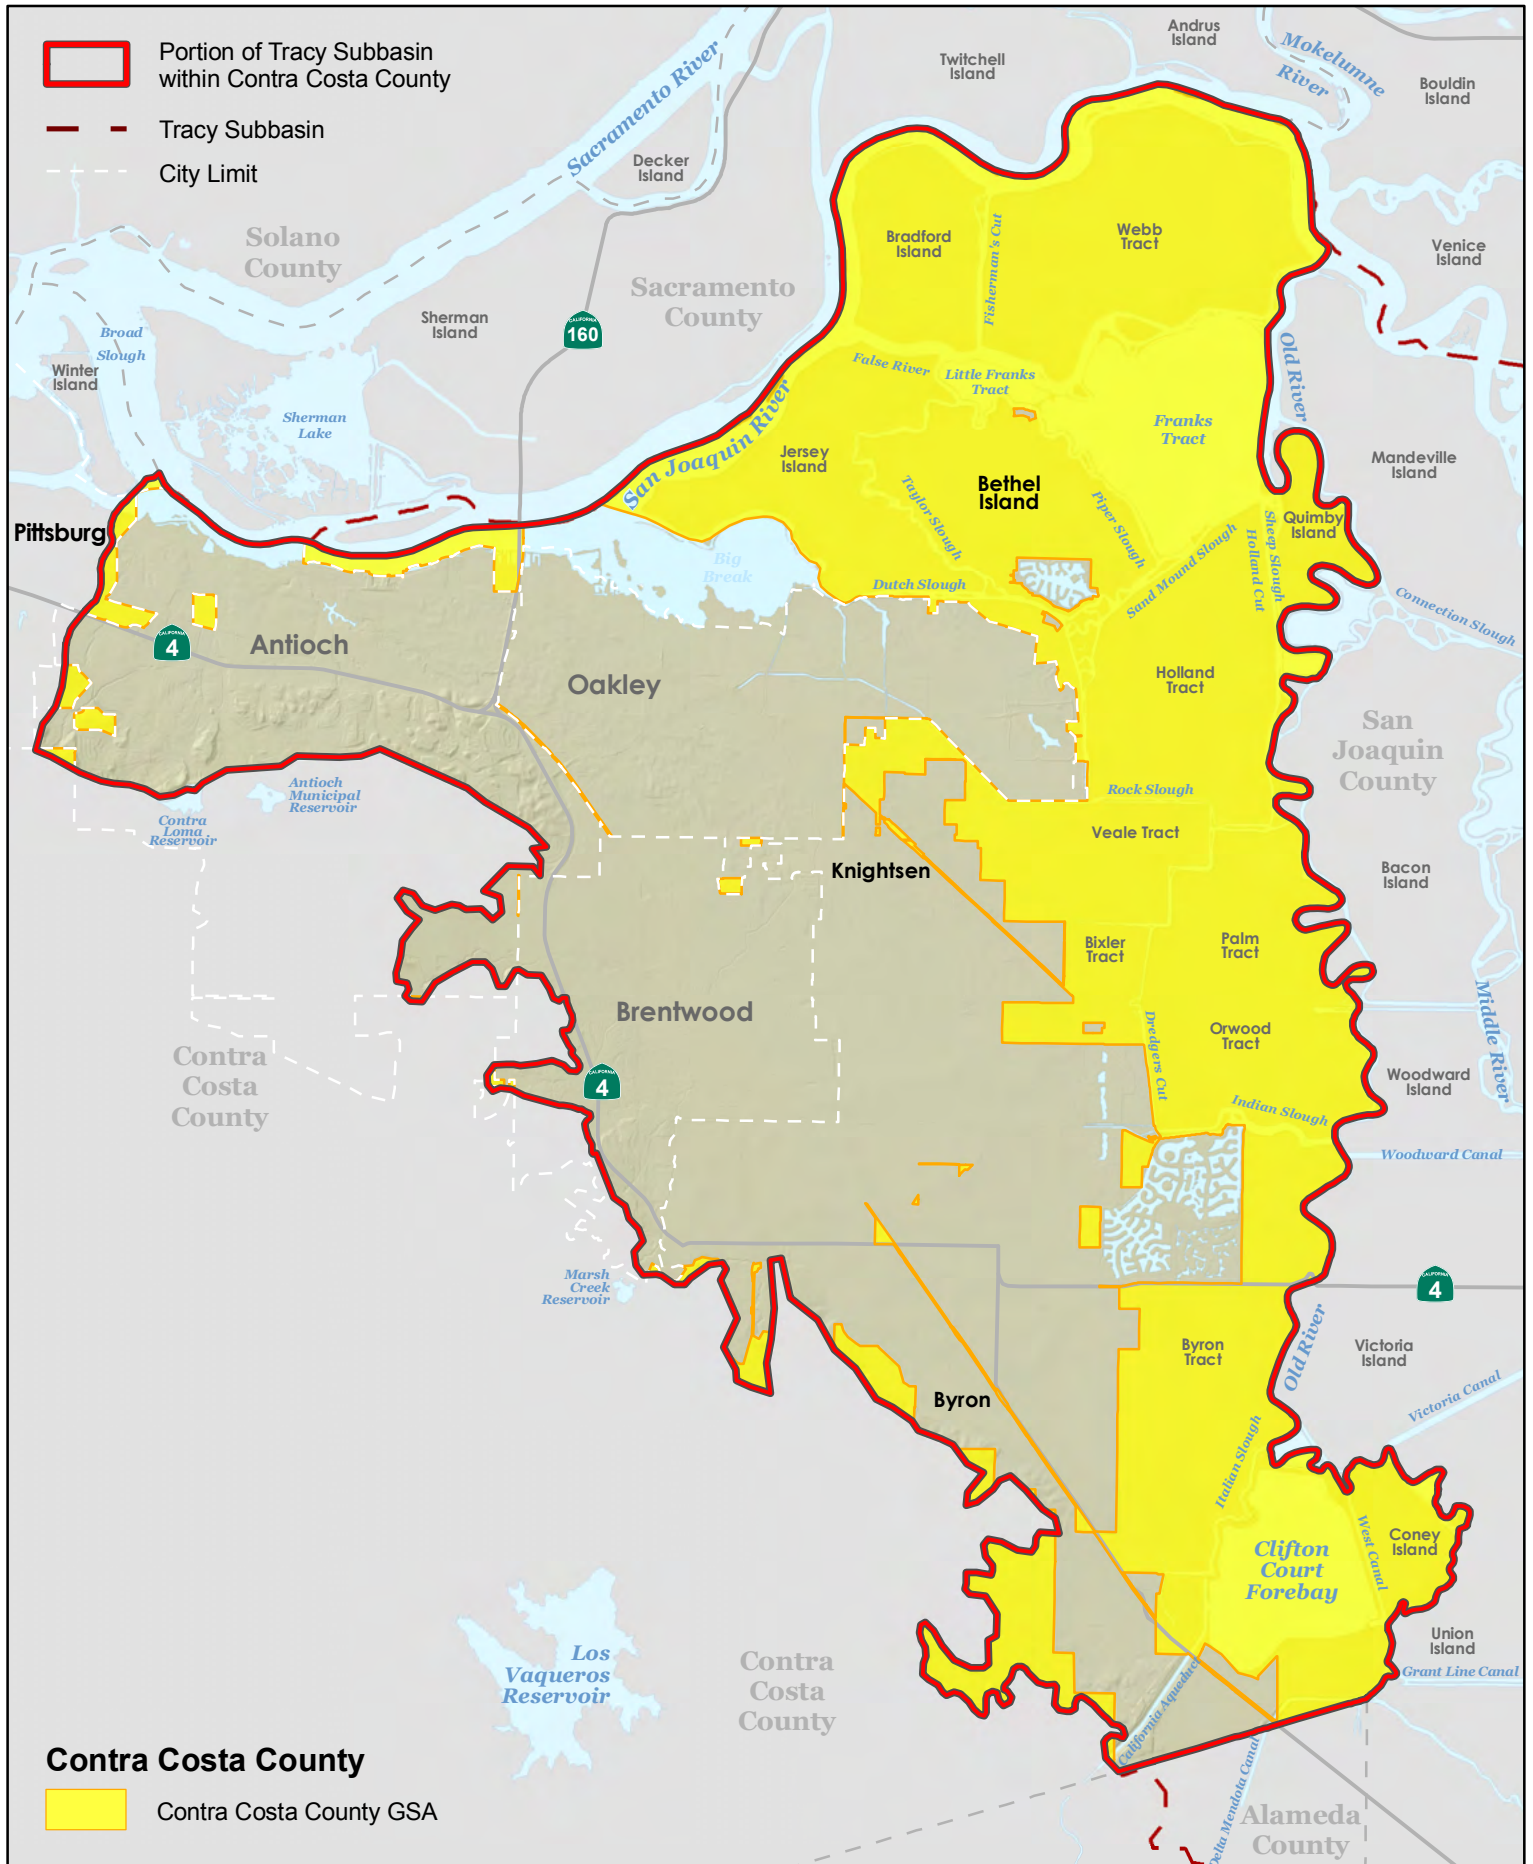 Portion of Tracy Subbasin
within Contra Costa County
Tracy Subbasin
City Limit
Andrus
Island
Mokelumne
River
Twitchell
Island
Bouldin
Island
Sacramento River
Decker
Island
Solano
County
Sacramento
County
Bradford
Island
Fisherman's Cut
Webb
Tract
Venice
Island
Broad
Slough
Winter
Island
Sherman
Island
CALIFORNIA
160
Sherman
Lake
False River
Little Franks
Tract
Old River
Franks
Tract
San Joaquin River
Jersey
Island
Mandeville
Island
Bethel
Island
Taylor Slough
Piper Slough
Quimby
Island
Pittsburg
Sand Mound Slough
Sheep Slough
Holland Cut
Big
Break
Dutch Slough
Connection Slough
CALIFORNIA
4
Antioch
Oakley
Holland
Tract
San
Joaquin
County
Antioch
Municipal
Reservoir
Rock Slough
Contra
Loma
Reservoir
Veale Tract
Knightsen
Bacon
Island
Bixler
Tract
Palm
Tract
Brentwood
Middle River
Dredgers Cut
Orwood
Tract
Contra
Costa
County
CALIFORNIA
4
Woodward
Island
Indian Slough
Woodward Canal
Marsh
Creek
Reservoir
CALIFORNIA
4
Old River
Byron
Tract
Victoria
Island
Byron
Victoria Canal
Italian Slough
West Canal
Coney
Island
Clifton
Court
Forebay
Union
Island
Los
Vaqueros
Reservoir
Contra
Costa
County
Grant Line Canal
California Aqueduct
Delta Mendota Canal
Alameda
County
Contra Costa County
Contra Costa County GSA